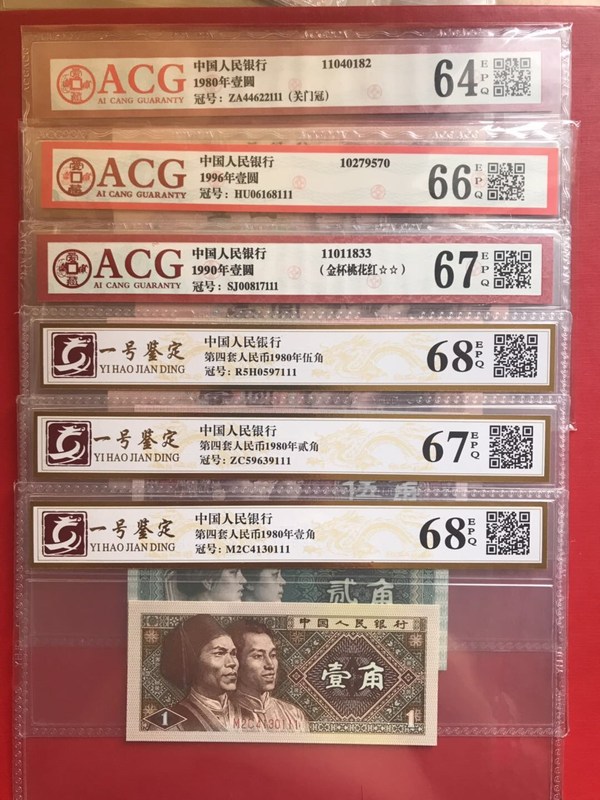 ACG
AI CANG GUARANTY
中国人民银行 11040182
1980年壹圆
冠号：ZA44622111 (关门冠)
64
EPQ
ACG
AI CANG GUARANTY
中国人民银行 10279570
1996年壹圆
冠号：HU06168111
66
EPQ
ACG
AI CANG GUARANTY
中国人民银行 11011833
1990年壹圆 (金杯桃花红☆☆)
冠号：SJ00817111
67
EPQ
一号鉴定
YI HAO JIAN DING
中国人民银行
第四套人民币1980年伍角
冠号：R5H0597111
68
EPQ
一号鉴定
YI HAO JIAN DING
中国人民银行
第四套人民币1980年贰角
冠号：ZC59639111
67
EPQ
伍角
一号鉴定
YI HAO JIAN DING
中国人民银行
第四套人民币1980年壹角
冠号：M2C4130111
68
EPQ
贰角
中国人民银行
壹角
M2C4130111
1
1